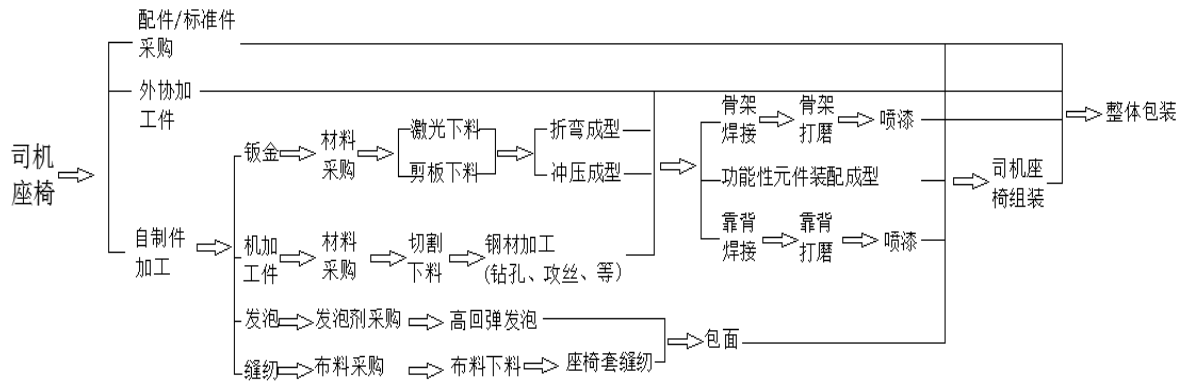 配件/标准件
采购
外协加
工件
司机
座椅
自制件
加工
钣金
材料
采购
激光下料
剪板下料
折弯成型
冲压成型
机加
工件
材料
采购
切割
下料
钢材加工
(钻孔、攻丝、等)
发泡
发泡剂采购
高回弹发泡
缝纫
布料采购
布料下料
座椅套缝纫
包面
骨架
焊接
骨架
打磨
喷漆
功能性元件装配成型
靠背
焊接
靠背
打磨
喷漆
司机座
椅组装
整体包装